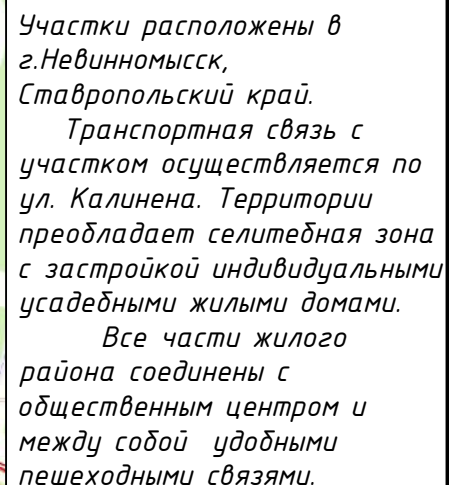 Участки расположены в
г.Невинномысск,
Ставропольский край.
Транспортная связь с
участком осуществляется по
ул. Калинена. Территории
преобладает селитебная зона
с застройкой индивидуальными
усадебными жилыми домами.
Все части жилого
района соединены с
общественным центром и
между собой удобными
пешеходными связями.